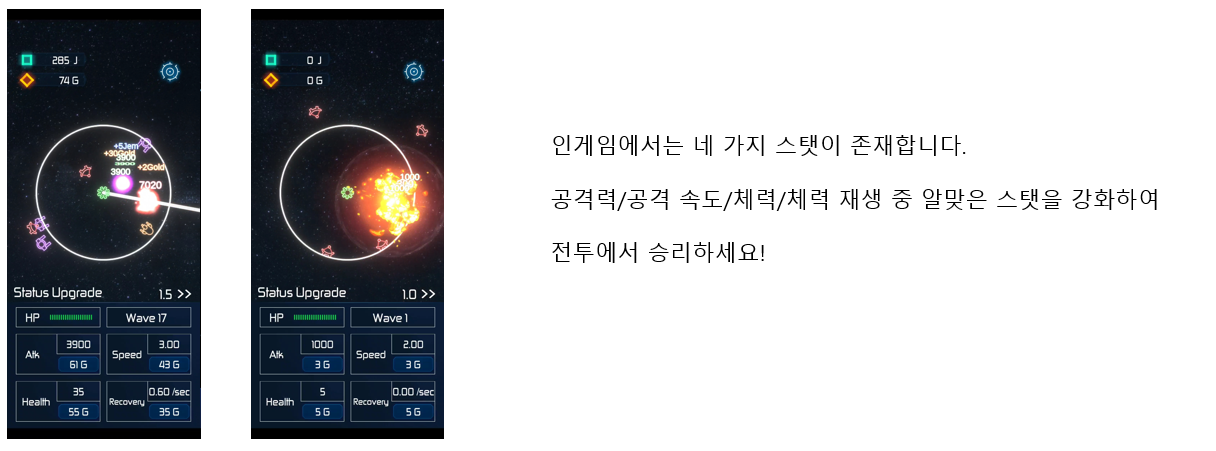 285 J
74 G
+5Jem
+30Gold
3900
3900
+2Gold
3900
7020
Status Upgrade
1.5 >>
HP
Wave 17
Atk
3900
61 G
Speed
3.00
43 G
Health
35
55 G
Recovery
0.60 /sec
35 G
0 J
0 G
1000
Status Upgrade
1.0 >>
HP
Wave 1
Atk
1000
3 G
Speed
2.00
3 G
Health
5
5 G
Recovery
0.00 /sec
5 G
인게임에서는 네 가지 스탯이 존재합니다.
공격력/공격 속도/체력/체력 재생 중 알맞은 스탯을 강화하여
전투에서 승리하세요!